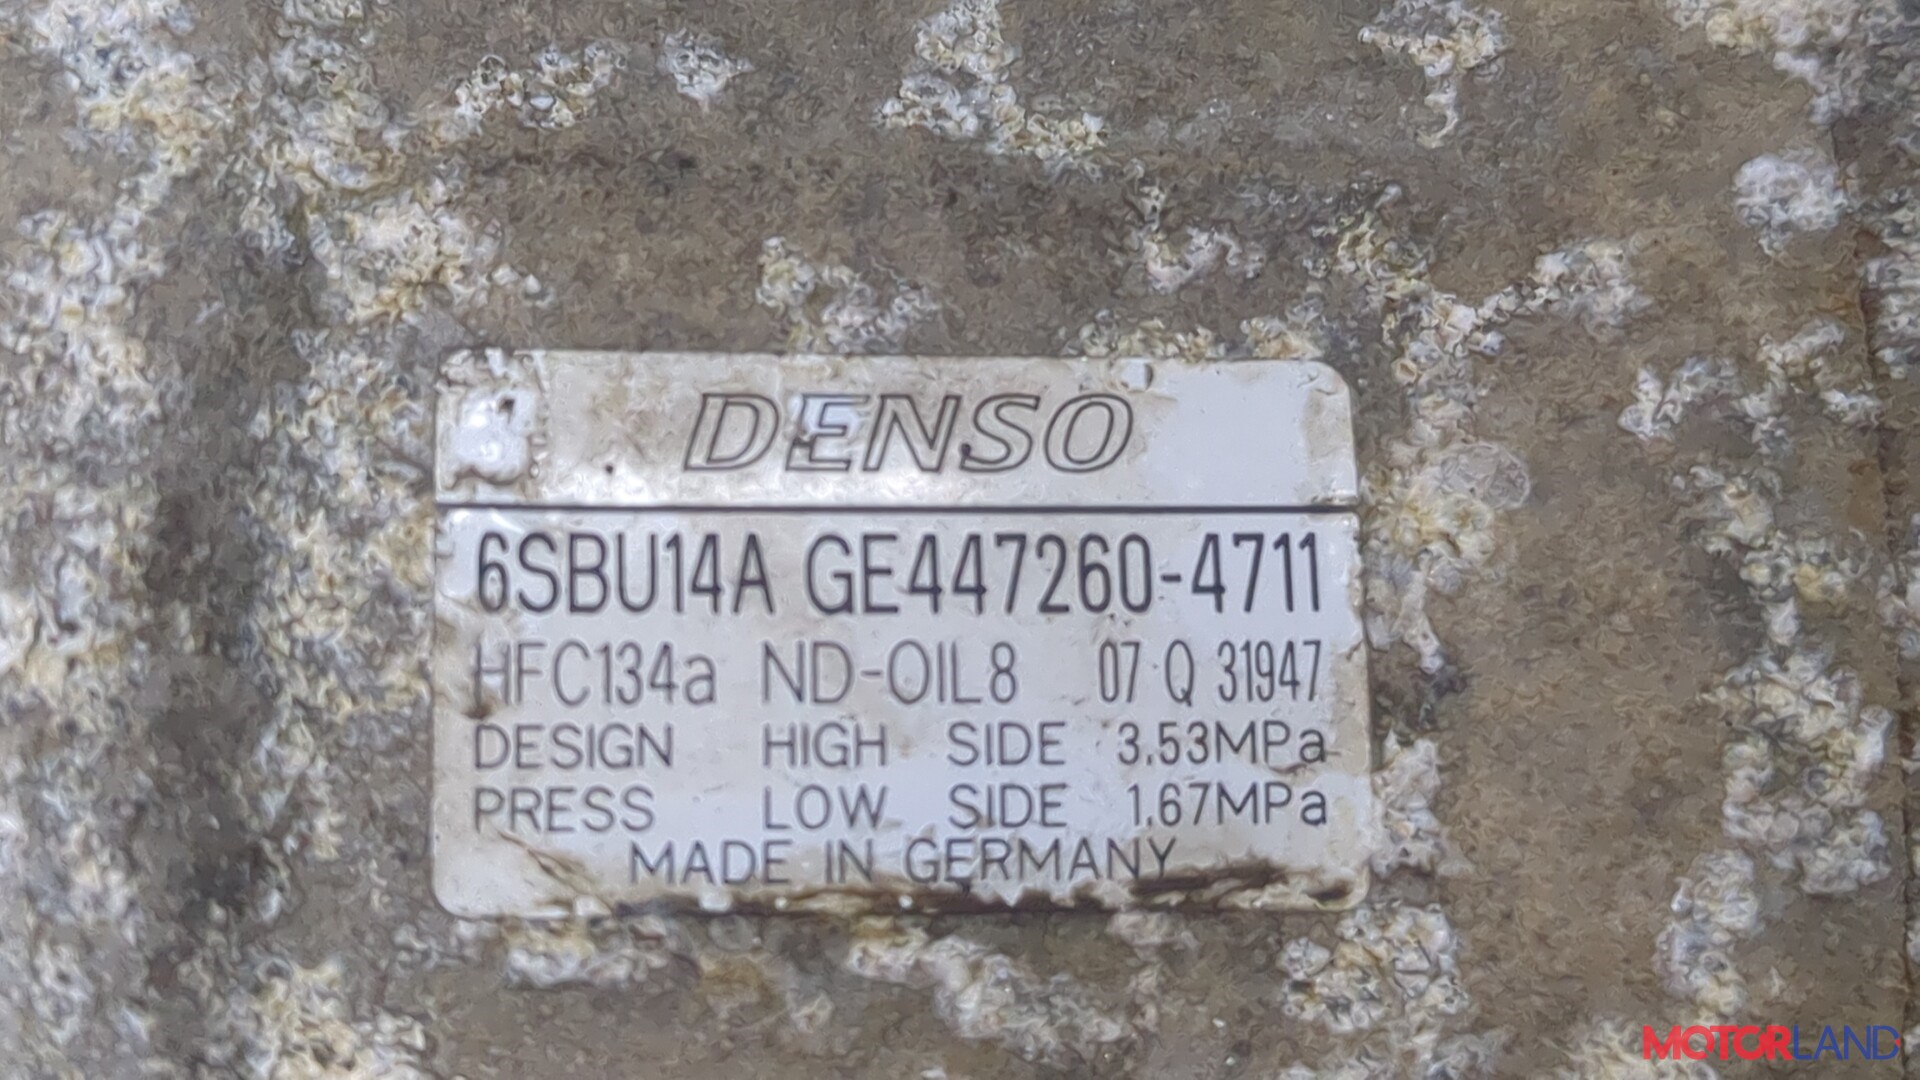 DENSO
6SBU14A GE447260-4711
HFC134a ND-OIL8 07 Q 31947
DESIGN HIGH SIDE 3.53MPa
PRESS LOW SIDE 1.67MPa
MADE IN GERMANY
MOTORLAND